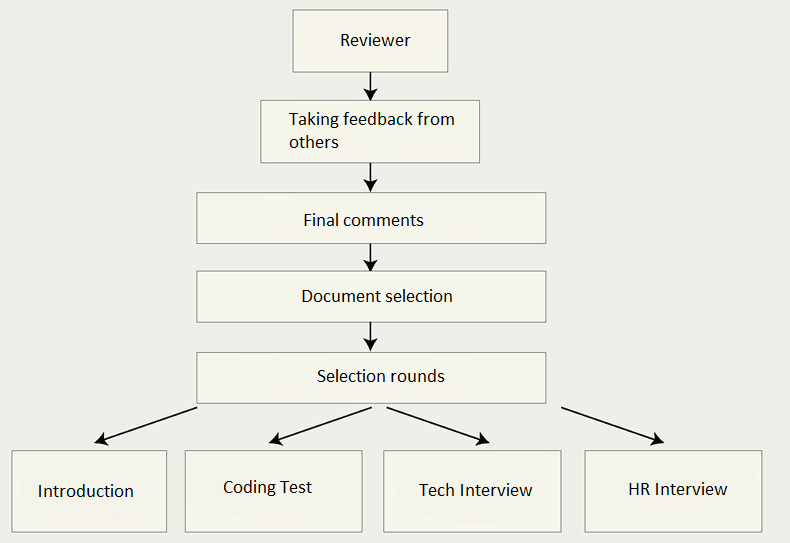 Reviewer
Taking feedback from
others
Final comments
Document selection
Selection rounds
Introduction
Coding Test
Tech Interview
HR Interview